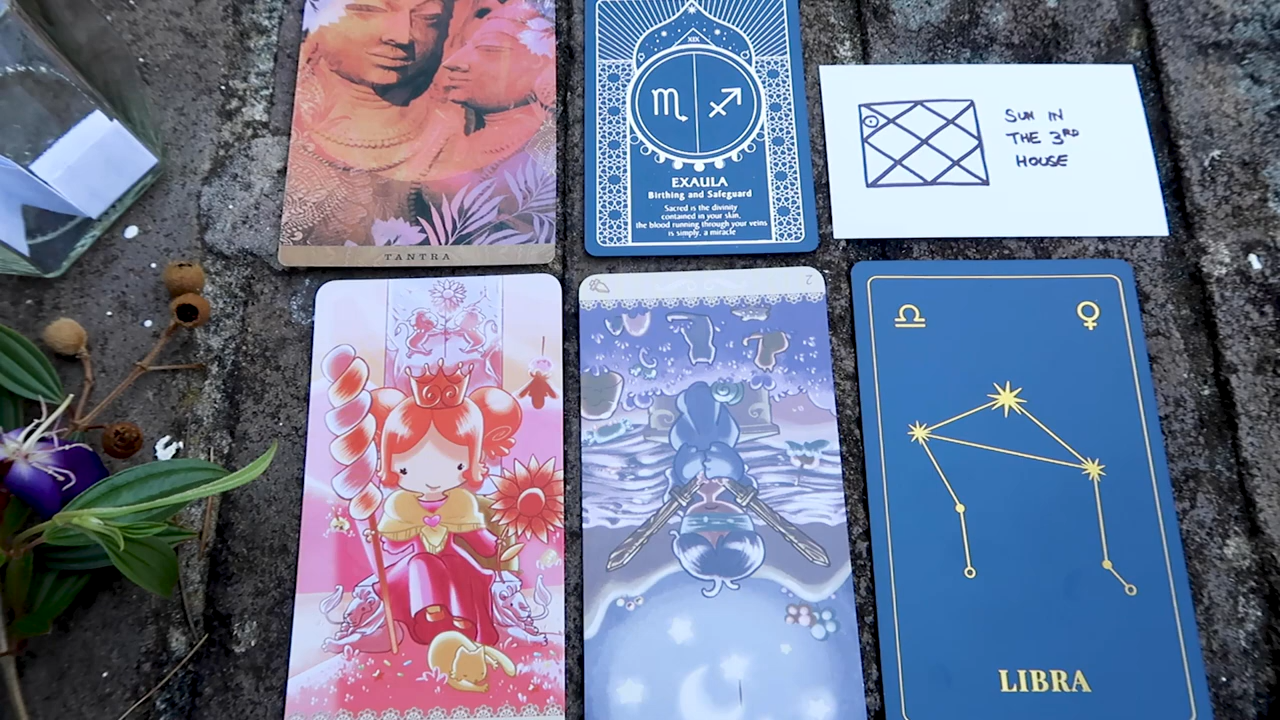 TANTRA
XIX
♏ ♐
EXAULA
Birthing and Safeguard
Sacred is the divinity
contained in your skin,
the blood running through your veins
is simply, a miracle
SUN IN
THE 3RD
HOUSE
2
♎ ♀
LIBRA